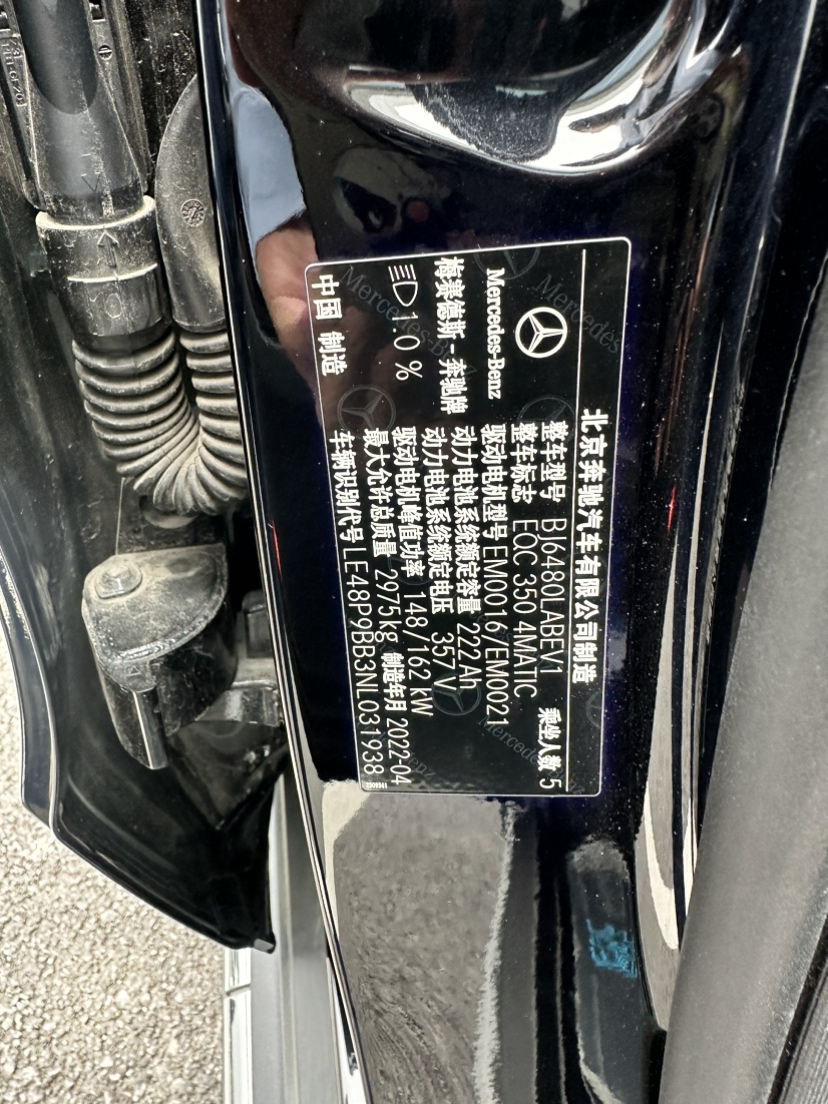 北京奔驰汽车有限公司制造
Mercedes-Benz
梅赛德斯-奔驰牌
1.0 %
中国 制造
整车型号 BJ6480LABEV1 乘坐人数 5
整车标志 EQC 350 4MATIC
驱动电机型号 EM0016/EM0021
动力电池系统额定容量 222 Ah
动力电池系统额定电压 357 V
驱动电机峰值功率 148/162 kW
最大允许总质量 2975kg 制造年月 2022-04
车辆识别代号 LE48P9BB3NL031938